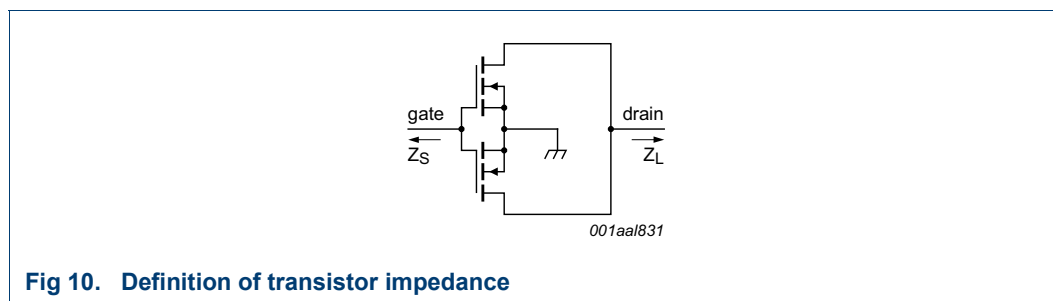 gate
drain
Z_S
Z_L
001aal831
Fig 10. Definition of transistor impedance